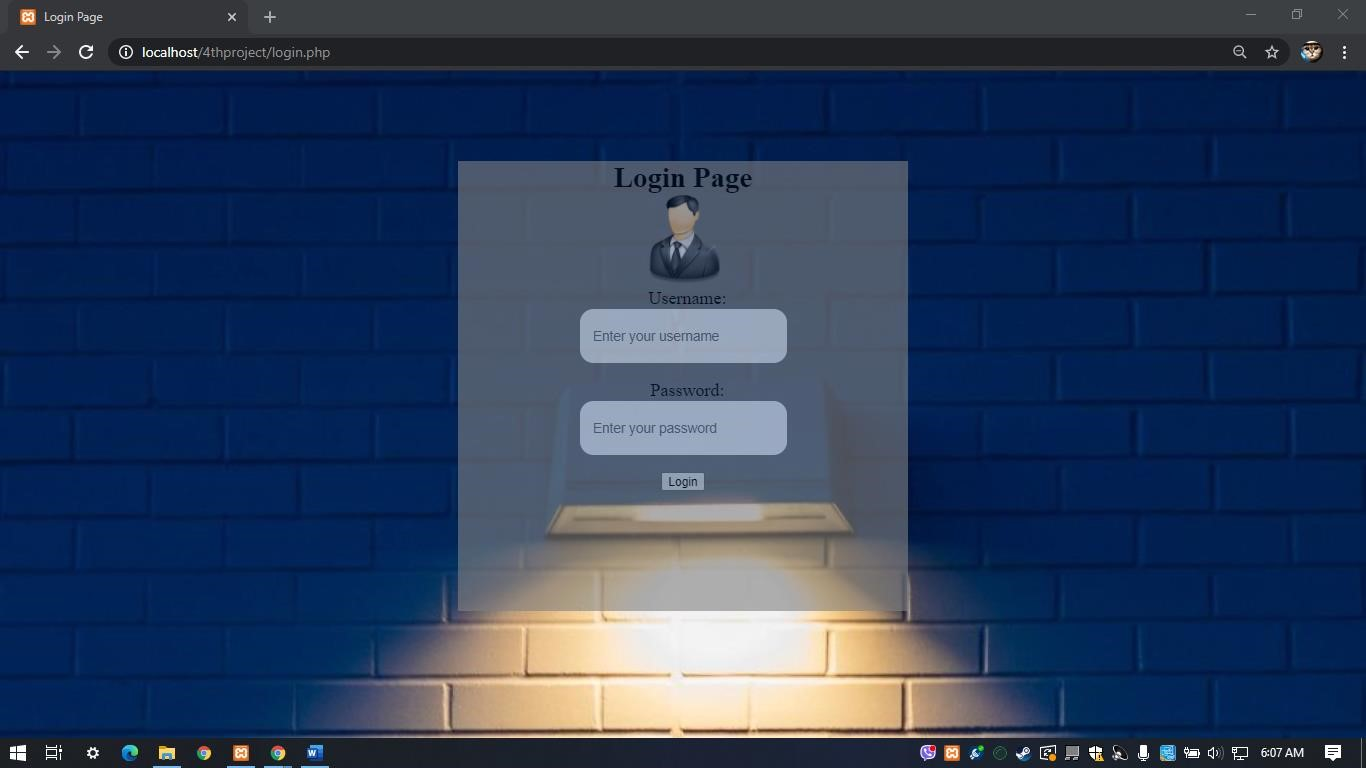 Login Page
localhost/4thproject/login.php
Login Page
Username:
Enter your username
Password:
Enter your password
Login
6:07 AM